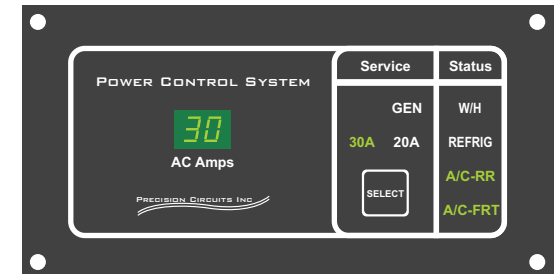 POWER CONTROL SYSTEM
30
AC Amps
PRECISION CIRCUITS INC
Service
GEN
30A 20A
SELECT
Status
W/H
REFRIG
A/C-RR
A/C-FRT